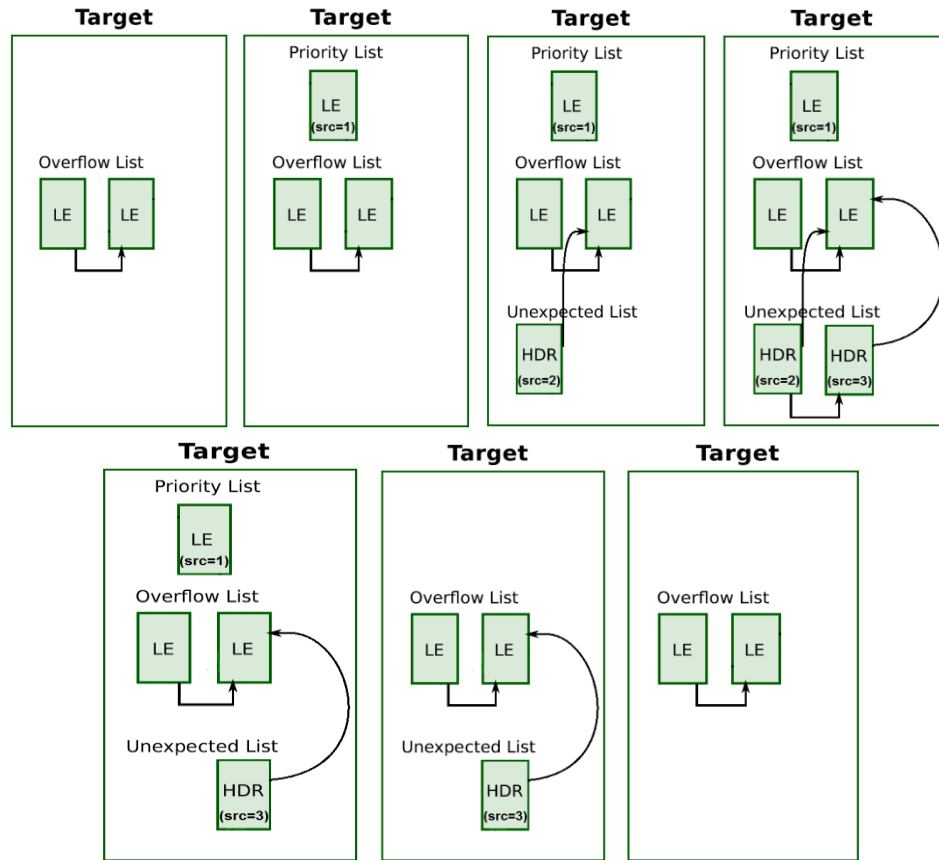 Target
Overflow List
LE LE
Target
Priority List
LE
(src=1)
Overflow List
LE LE
Target
Priority List
LE
(src=1)
Overflow List
LE LE
Unexpected List
HDR
(src=2)
Target
Priority List
LE
(src=1)
Overflow List
LE LE
Unexpected List
HDR HDR
(src=2) (src=3)
Target
Priority List
LE
(src=1)
Overflow List
LE LE
Unexpected List
HDR
(src=3)
Target
Overflow List
LE LE
Unexpected List
HDR
(src=3)
Target
Overflow List
LE LE